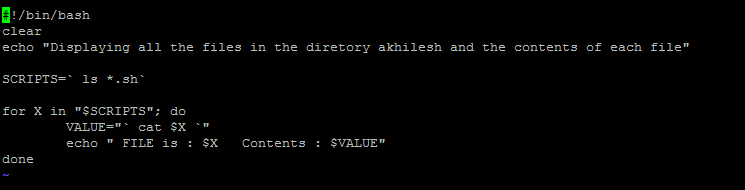 #!/bin/bash
clear
echo "Displaying all the files in the diretory akhilesh and the contents of each file"
SCRIPTS=` ls *.sh`
for X in "$SCRIPTS"; do
VALUE="` cat $X `"
echo " FILE is : $X   Contents : $VALUE"
done
~